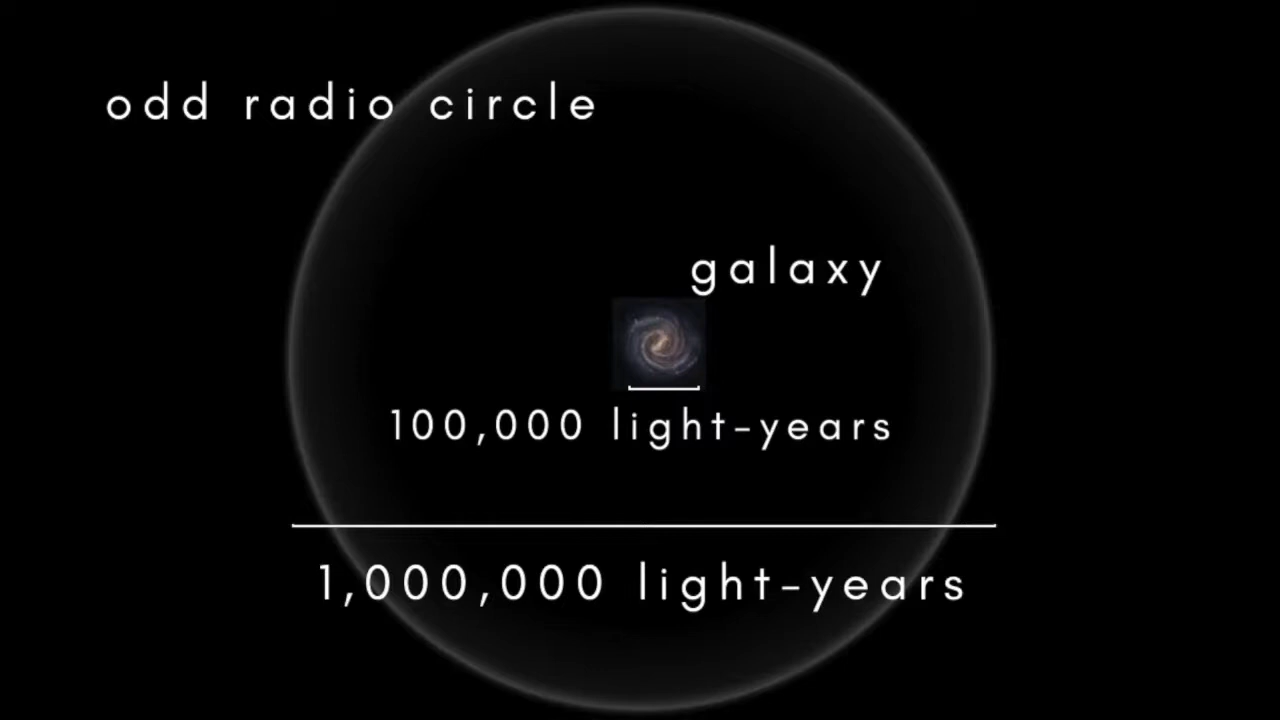 odd radio circle
galaxy
100,000 light-years
1,000,000 light-years